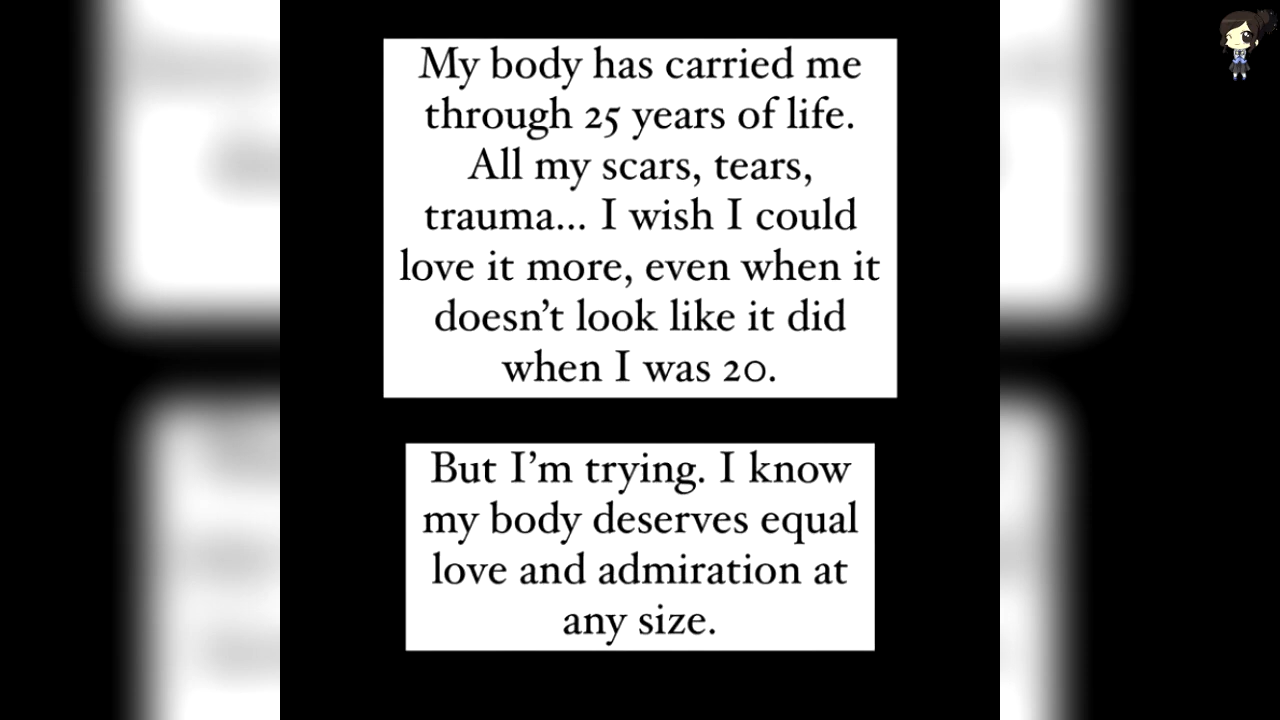 My body has carried me
through 25 years of life.
All my scars, tears,
trauma... I wish I could
love it more, even when it
doesn’t look like it did
when I was 20.
But I’m trying. I know
my body deserves equal
love and admiration at
any size.